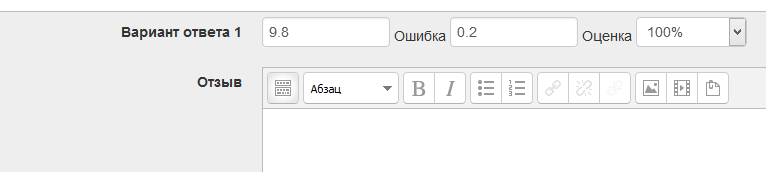 Вариант ответа 1 9.8 Ошибка 0.2 Оценка 100%
Отзыв Абзац B I